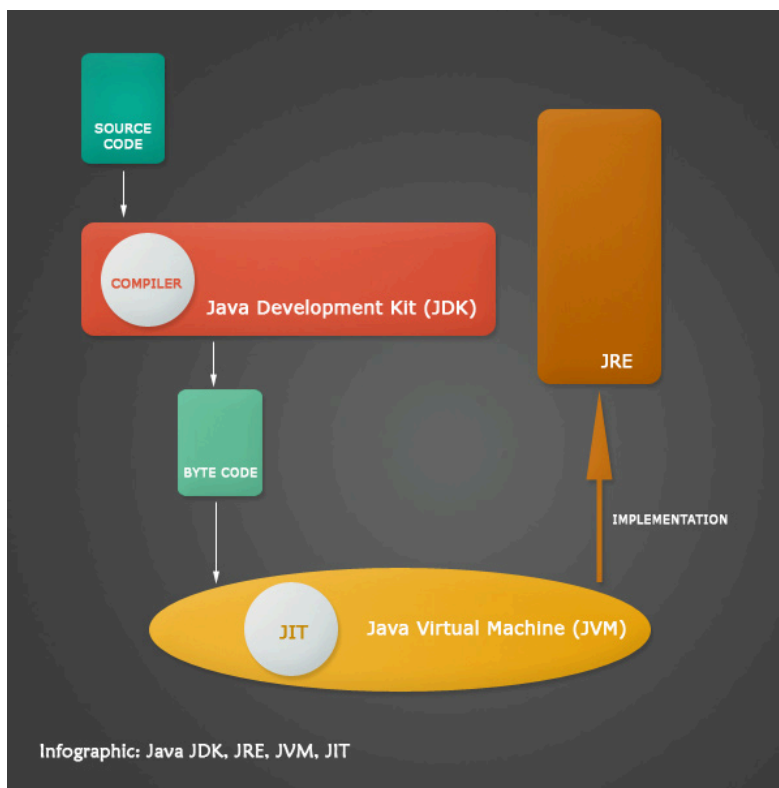 SOURCE
CODE
COMPILER
Java Development Kit (JDK)
JRE
BYTE CODE
IMPLEMENTATION
JIT
Java Virtual Machine (JVM)
Infographic: Java JDK, JRE, JVM, JIT